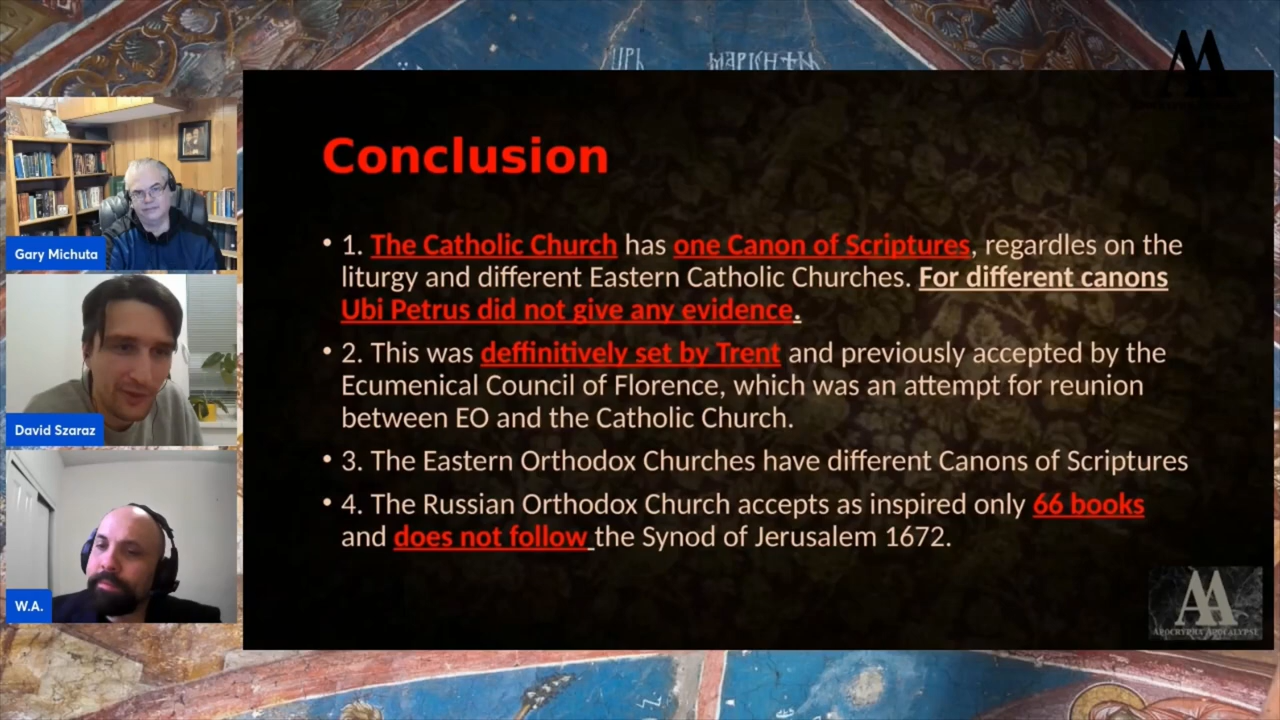 ЦРЬ
МАРКНТЫ
Gary Michuta
David Szaraz
W.A.
Conclusion
• 1. The Catholic Church has one Canon of Scriptures, regardles on the
liturgy and different Eastern Catholic Churches. For different canons
Ubi Petrus did not give any evidence.
• 2. This was deffinitively set by Trent and previously accepted by the
Ecumenical Council of Florence, which was an attempt for reunion
between EO and the Catholic Church.
• 3. The Eastern Orthodox Churches have different Canons of Scriptures
• 4. The Russian Orthodox Church accepts as inspired only 66 books
and does not follow the Synod of Jerusalem 1672.
AA
APOCRYPHA APOCALYPSE